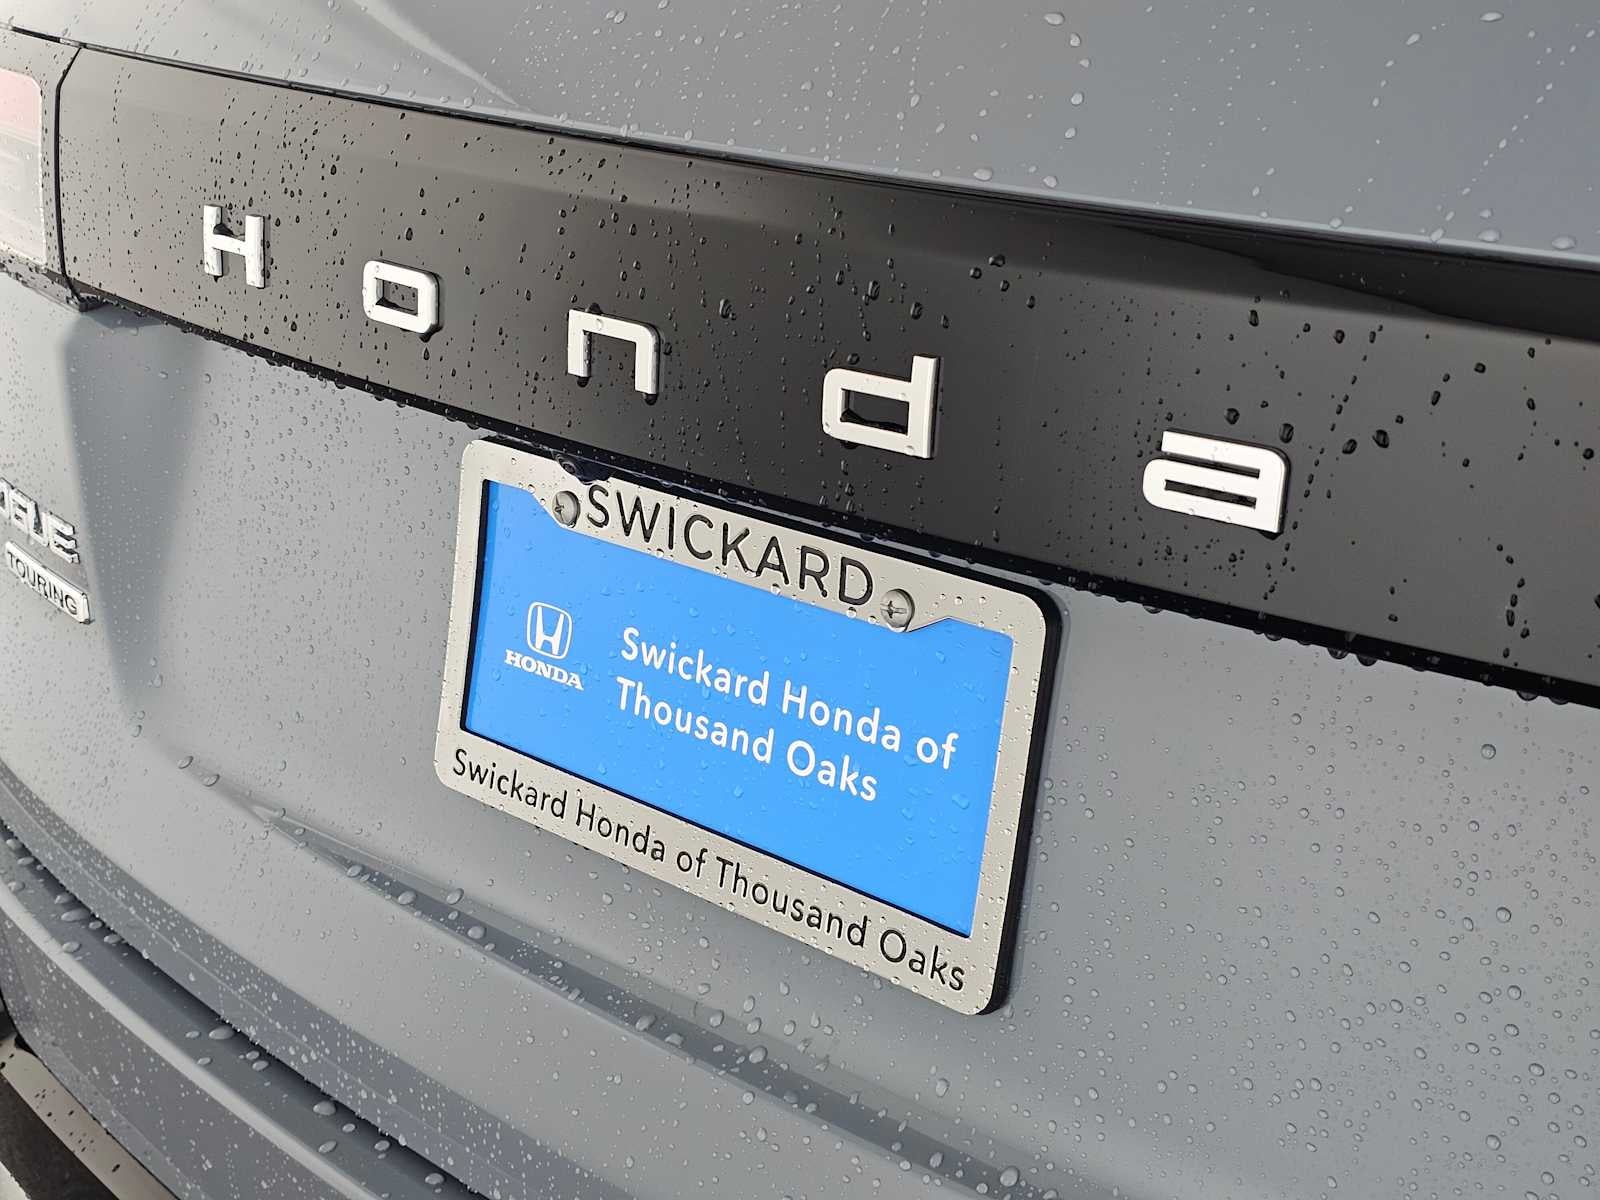 Honda
TOURING
SWICKARD
HONDA
Swickard Honda of
Thousand Oaks
Swickard Honda of Thousand Oaks